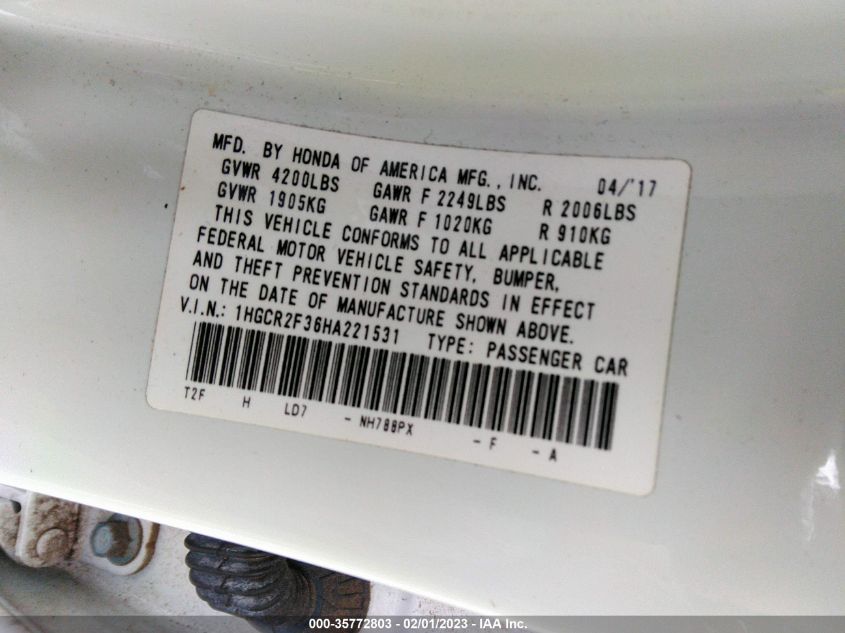 MFD. BY HONDA OF AMERICA MFG., INC. 04/'17
GVWR 4200LBS GAWR F 2249LBS R 2006LBS
GVWR 1905KG GAWR F 1020KG R 910KG
THIS VEHICLE CONFORMS TO ALL APPLICABLE
FEDERAL MOTOR VEHICLE SAFETY, BUMPER,
AND THEFT PREVENTION STANDARDS IN EFFECT
ON THE DATE OF MANUFACTURE SHOWN ABOVE.
V.I.N.: 1HGCR2F36HA221531 TYPE: PASSENGER CAR
T2F H LD7 - NH788PX - F - A
000-35772803 - 02/01/2023 - IAA Inc.